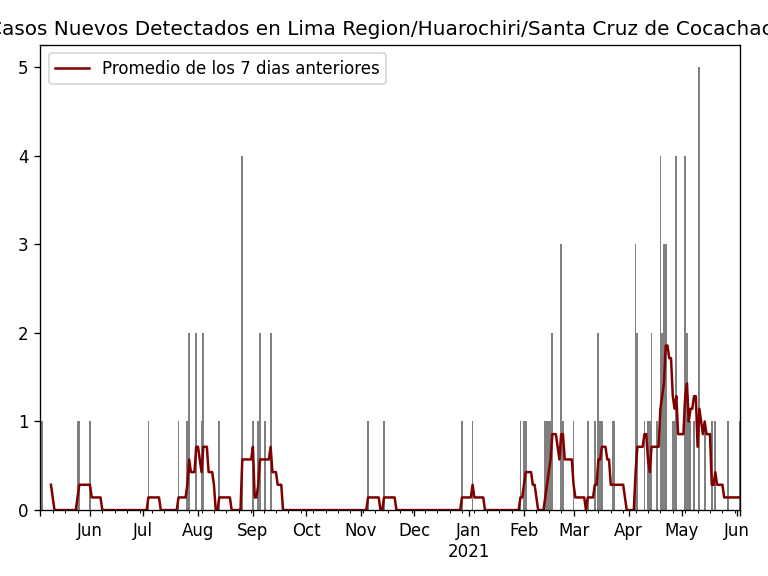 Casos Nuevos Detectados en Lima Region/Huarochiri/Santa Cruz de Cocachac
Promedio de los 7 dias anteriores
5
4
3
2
1
0
Jun Jul Aug Sep Oct Nov Dec Jan Feb Mar Apr May Jun
2021